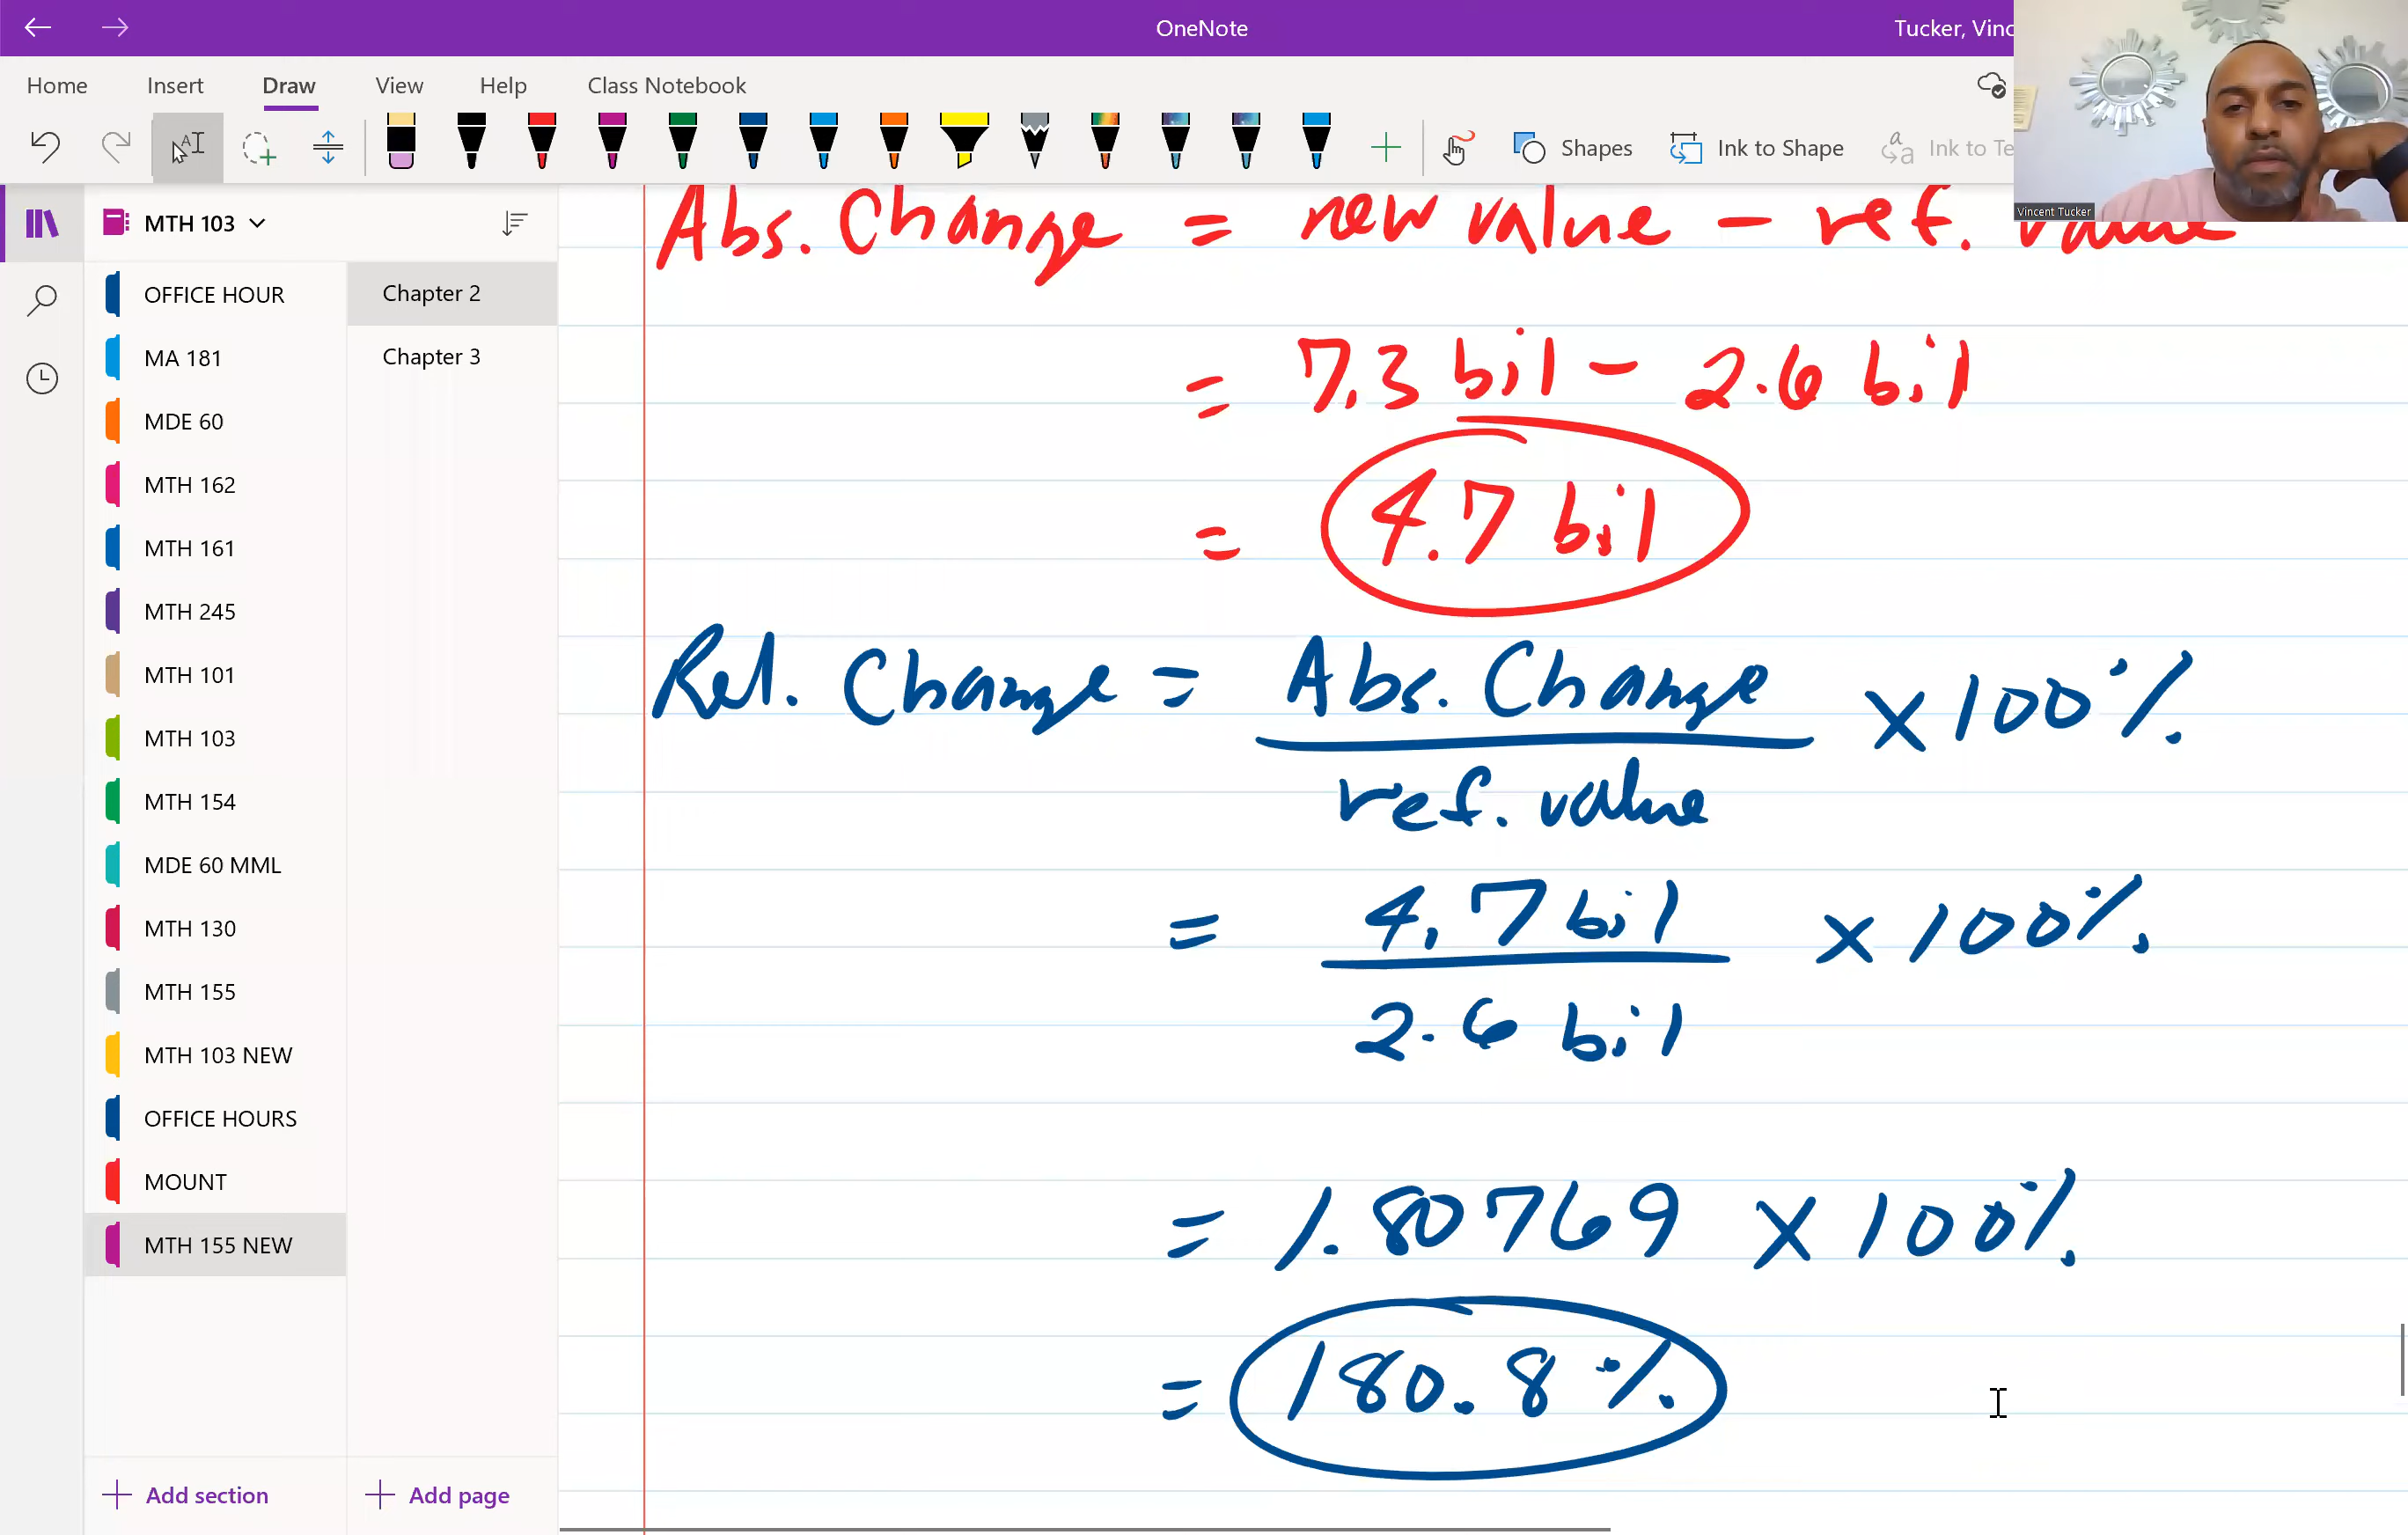 OneNote
Tucker, Vinc
Home Insert Draw View Help Class Notebook
Shapes Ink to Shape Ink to Te
Vincent Tucker
MTH 103
OFFICE HOUR
MA 181
MDE 60
MTH 162
MTH 161
MTH 245
MTH 101
MTH 103
MTH 154
MDE 60 MML
MTH 130
MTH 155
MTH 103 NEW
OFFICE HOURS
MOUNT
MTH 155 NEW
Add section
Chapter 2
Chapter 3
Add page
Abs. Change = new value - ref. value
= 7.3 bil - 2.6 bil
= 4.7 bil
Rel. Change = Abs. Change × 100%
ref. value
= 4.7 bil × 100%
2.6 bil
= 1.80769 × 100%
= 180.8%